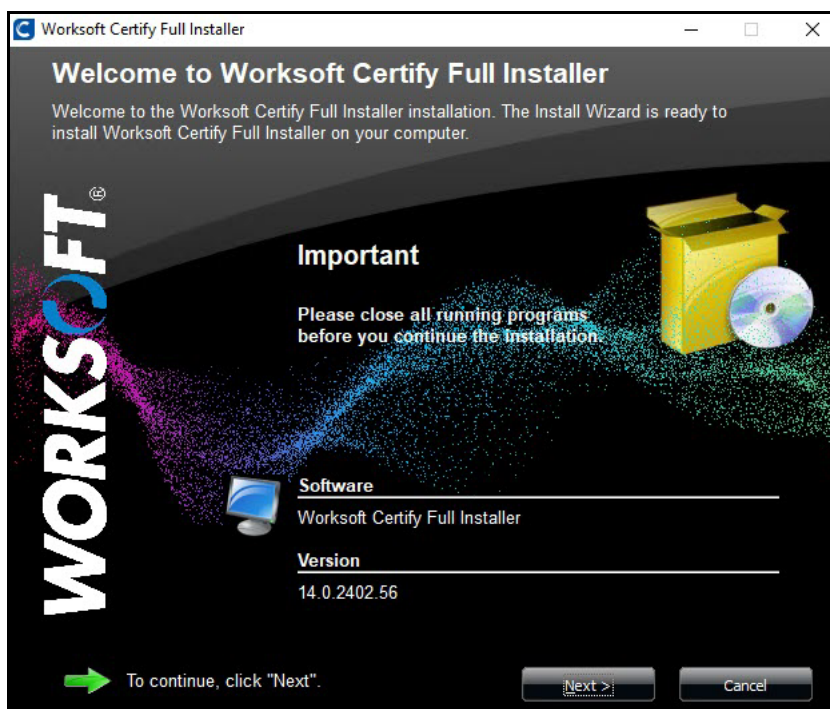 Worksoft Certify Full Installer
Welcome to Worksoft Certify Full Installer
Welcome to the Worksoft Certify Full Installer installation. The Install Wizard is ready to
install Worksoft Certify Full Installer on your computer.
WORKSOFT®
Important
Please close all running programs
before you continue the Installation.
Software
Worksoft Certify Full Installer
Version
14.0.2402.56
To continue, click "Next".
Next >
Cancel